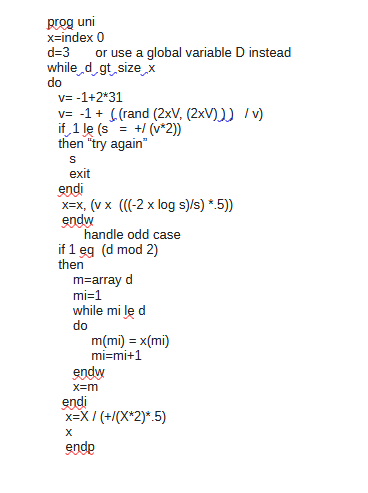 prog uni
x=index 0
d=3 or use a global variable D instead
while d gt size x
do
v= -1+2*31
v= -1 + ( (rand (2xV, (2xV) ) ) / v)
if 1 le (s = +/ (v*2))
then "try again"
s
exit
endi
x=x, (v x (((-2 x log s)/s) *.5))
endw
handle odd case
if 1 eq (d mod 2)
then
m=array d
mi=1
while mi le d
do
m(mi) = x(mi)
mi=mi+1
endw
x=m
endi
x=X / (+/(X*2)*.5)
x
endp